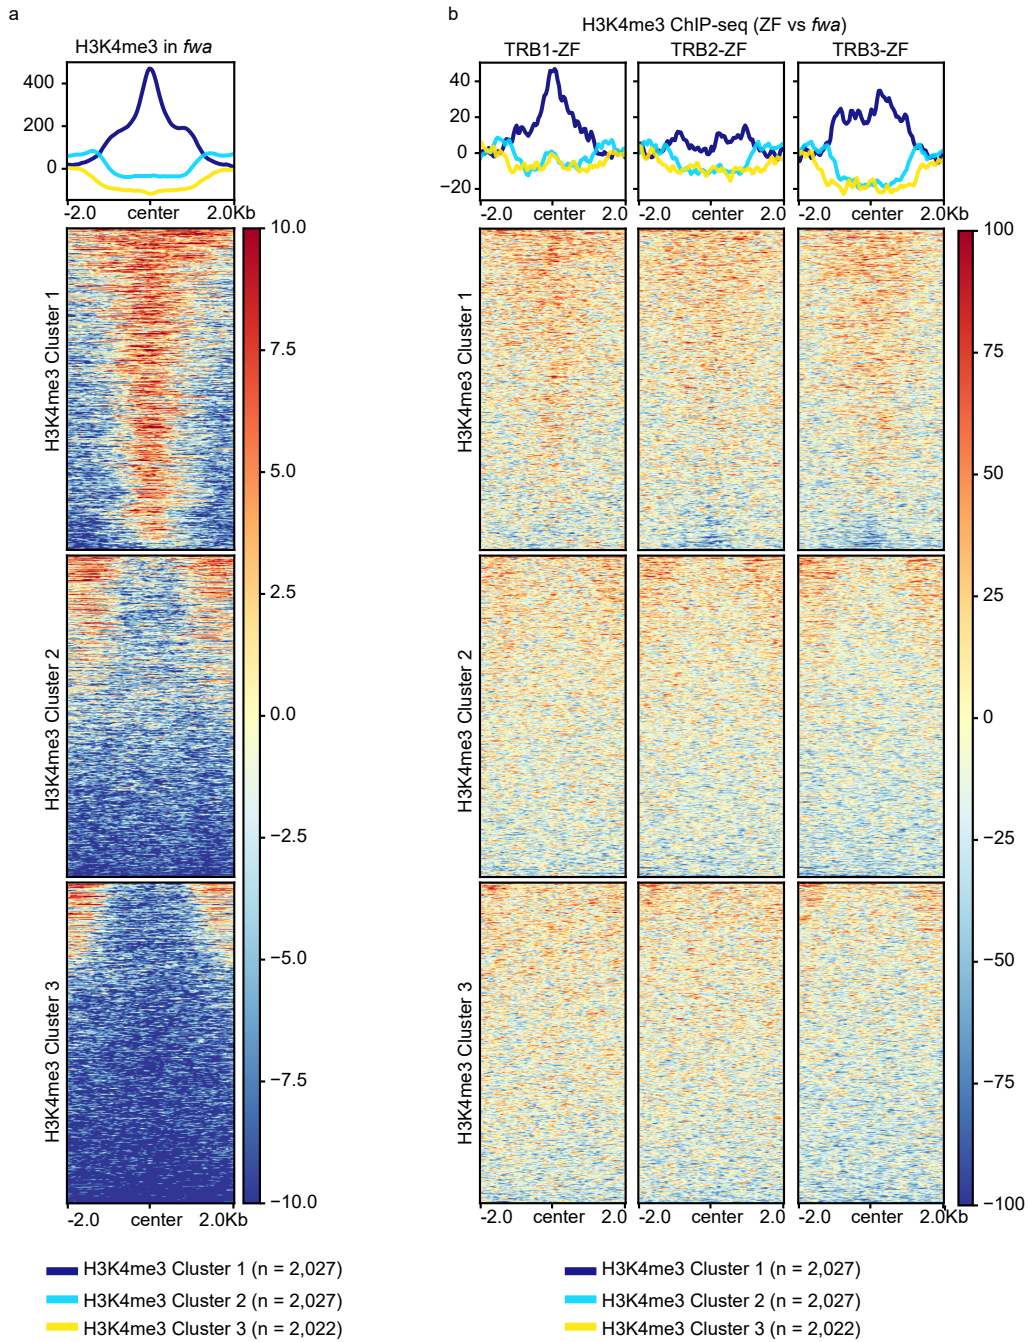 a
H3K4me3 in fwa
400
200
0
-2.0 center 2.0Kb
10.0
7.5
5.0
2.5
0.0
−2.5
−5.0
−7.5
−10.0
H3K4me3 Cluster 1
H3K4me3 Cluster 2
H3K4me3 Cluster 3
-2.0 center 2.0Kb
H3K4me3 Cluster 1 (n = 2,027)
H3K4me3 Cluster 2 (n = 2,027)
H3K4me3 Cluster 3 (n = 2,022)
b
H3K4me3 ChIP-seq (ZF vs fwa)
TRB1-ZF TRB2-ZF TRB3-ZF
40
20
0
−20
-2.0 center 2.0 -2.0 center 2.0 -2.0 center 2.0Kb
100
75
50
25
0
−25
−50
−75
−100
H3K4me3 Cluster 1
H3K4me3 Cluster 2
H3K4me3 Cluster 3
-2.0 center 2.0 -2.0 center 2.0 -2.0 center 2.0Kb
H3K4me3 Cluster 1 (n = 2,027)
H3K4me3 Cluster 2 (n = 2,027)
H3K4me3 Cluster 3 (n = 2,022)